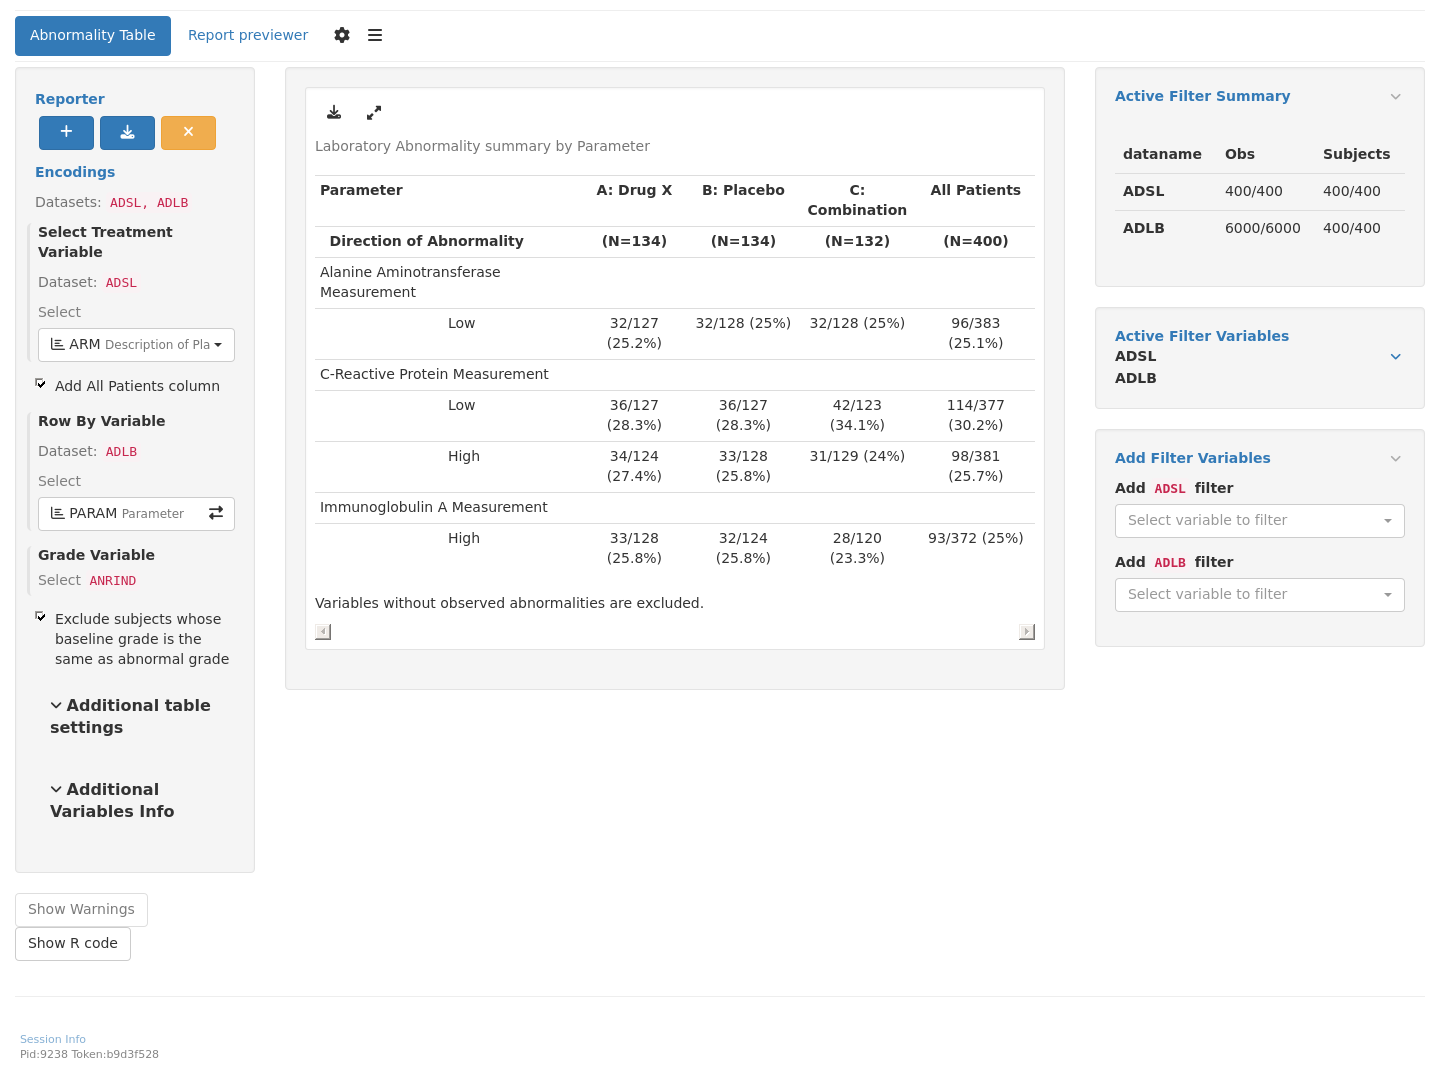 Abnormality Table
Report previewer
Reporter
Encodings
Datasets: ADSL, ADLB
Select Treatment
Variable
Dataset: ADSL
Select
ARM Description of Pla
Add All Patients column
Row By Variable
Dataset: ADLB
Select
PARAM Parameter
Grade Variable
Select ANRIND
Exclude subjects whose
baseline grade is the
same as abnormal grade
Additional table
settings
Additional
Variables Info
Show Warnings
Show R code
Laboratory Abnormality summary by Parameter
Parameter A: Drug X B: Placebo C: All Patients
Combination
Direction of Abnormality (N=134) (N=134) (N=132) (N=400)
Alanine Aminotransferase
Measurement
Low 32/127 32/128 (25%) 32/128 (25%) 96/383
(25.2%) (25.1%)
C-Reactive Protein Measurement
Low 36/127 36/127 42/123 114/377
(28.3%) (28.3%) (34.1%) (30.2%)
High 34/124 33/128 31/129 (24%) 98/381
(27.4%) (25.8%) (25.7%)
Immunoglobulin A Measurement
High 33/128 32/124 28/120 93/372 (25%)
(25.8%) (25.8%) (23.3%)
Variables without observed abnormalities are excluded.
Active Filter Summary
dataname Obs Subjects
ADSL 400/400 400/400
ADLB 6000/6000 400/400
Active Filter Variables
ADSL
ADLB
Add Filter Variables
Add ADSL filter
Select variable to filter
Add ADLB filter
Select variable to filter
Session Info
Pid:9238 Token:b9d3f528